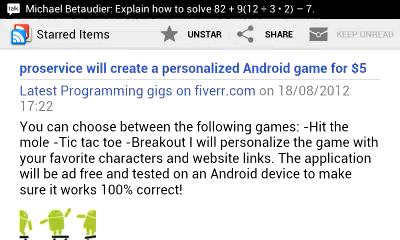 talk Michael Betaudier: Explain how to solve 82 + 9(12 ÷ 3 • 2) – 7.
Starred Items UNSTAR SHARE KEEP UNREAD
proservice will create a personalized Android game for $5
Latest Programming gigs on fiverr.com on 18/08/2012
17:22
You can choose between the following games: -Hit the
mole -Tic tac toe -Breakout I will personalize the game with
your favorite characters and website links. The application
will be ad free and tested on an Android device to make
sure it works 100% correct!